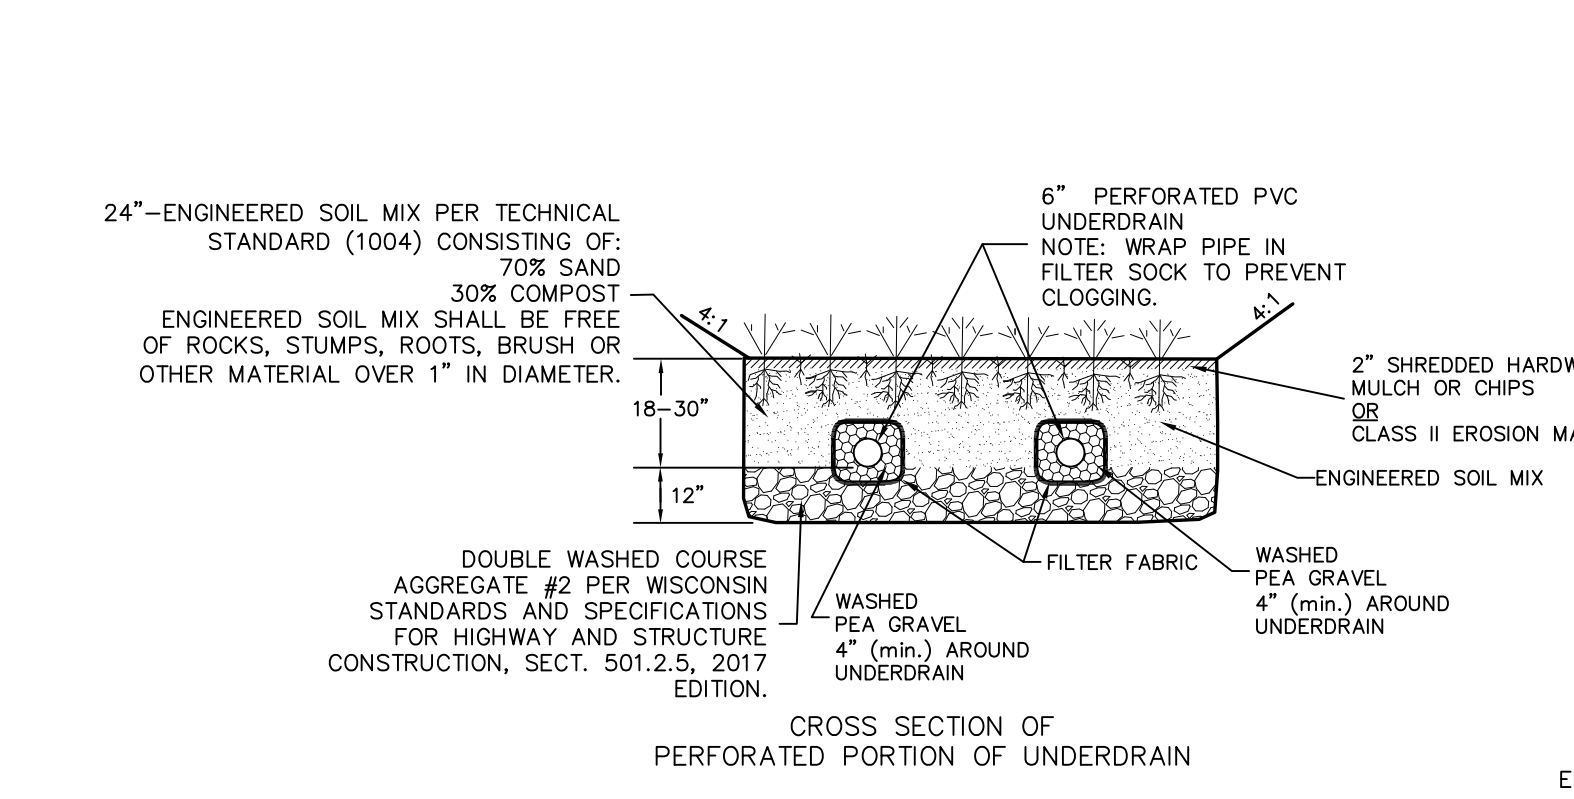 24”–ENGINEERED SOIL MIX PER TECHNICAL
STANDARD (1004) CONSISTING OF:
70% SAND
30% COMPOST
ENGINEERED SOIL MIX SHALL BE FREE
OF ROCKS, STUMPS, ROOTS, BRUSH OR
OTHER MATERIAL OVER 1” IN DIAMETER.
6” PERFORATED PVC
UNDERDRAIN
NOTE: WRAP PIPE IN
FILTER SOCK TO PREVENT
CLOGGING.
4:1
4:1
18–30”
12”
2” SHREDDED HARDW
MULCH OR CHIPS
OR
CLASS II EROSION MA
ENGINEERED SOIL MIX
DOUBLE WASHED COURSE
AGGREGATE #2 PER WISCONSIN
STANDARDS AND SPECIFICATIONS
FOR HIGHWAY AND STRUCTURE
CONSTRUCTION, SECT. 501.2.5, 2017
EDITION.
WASHED
PEA GRAVEL
4” (min.) AROUND
UNDERDRAIN
FILTER FABRIC
WASHED
PEA GRAVEL
4” (min.) AROUND
UNDERDRAIN
CROSS SECTION OF
PERFORATED PORTION OF UNDERDRAIN